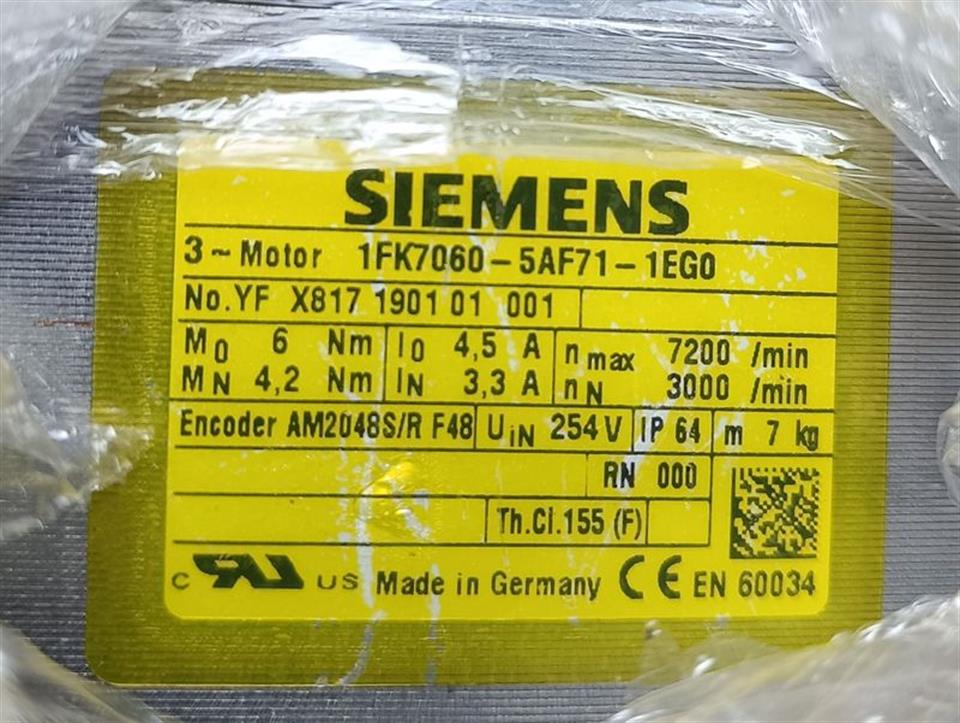 SIEMENS
3~Motor 1FK7060-5AF71-1EG0
No.YF X817 1901 01 001
M0 6 Nm I0 4,5 A nmax 7200 /min
MN 4,2 Nm IN 3,3 A nN 3000 /min
Encoder AM2048S/R F48 UiN 254V IP 64 m 7 kg
RN 000
Th.Cl.155 (F)
C RU US Made in Germany CE EN 60034